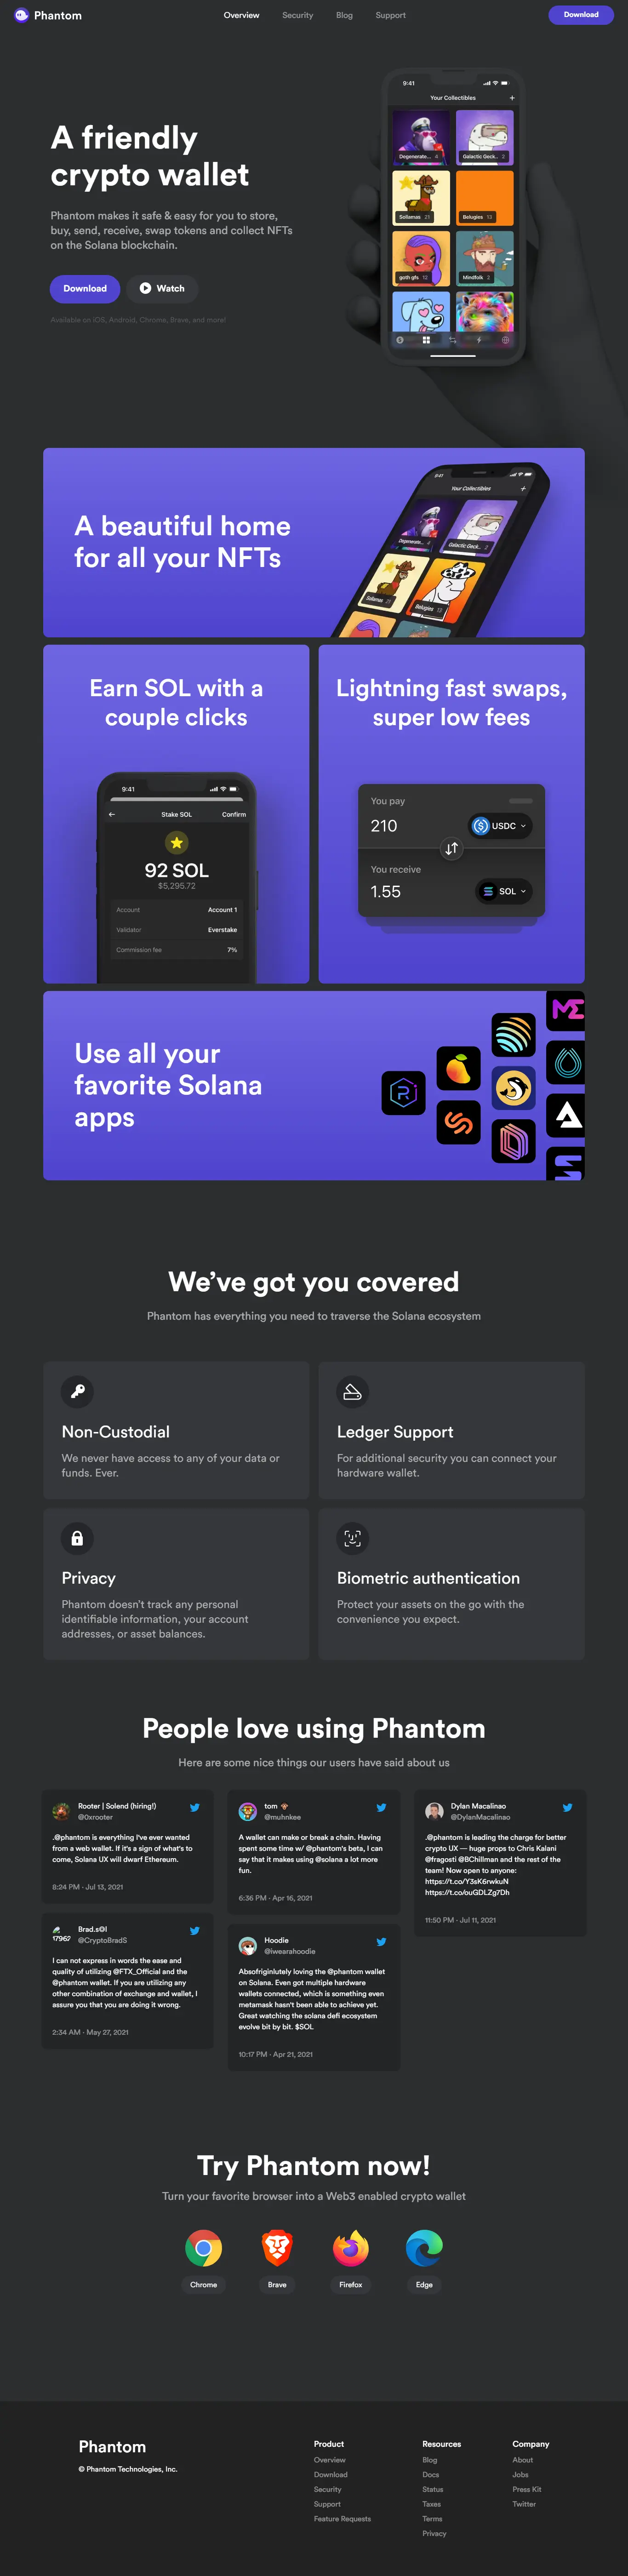 Phantom
Overview
Security
Blog
Support
Download
A friendly
crypto wallet
Phantom makes it safe & easy for you to store,
buy, send, receive, swap tokens and collect NFTs
on the Solana blockchain.
Download
Watch
Available on iOS, Android, Chrome, Brave, and more!
9:41
Your Collectibles
+
Degenerate... 4
Galactic Geck... 2
Sollamas 21
Belugies 13
goth gfs 12
Mindfolk 2
A beautiful home
for all your NFTs
9:41
Your Collectibles
+
Degenerate... 4
Galactic Geck... 2
Sollamas 21
Belugies 13
Earn SOL with a
couple clicks
9:41
Stake SOL
Confirm
92 SOL
$5,295.72
Account
Account 1
Validator
Everstake
Commission fee
7%
Lightning fast swaps,
super low fees
You pay
210
USDC
You receive
1.55
SOL
Use all your
favorite Solana
apps
We've got you covered
Phantom has everything you need to traverse the Solana ecosystem
Non-Custodial
We never have access to any of your data or
funds. Ever.
Ledger Support
For additional security you can connect your
hardware wallet.
Privacy
Phantom doesn't track any personal
identifiable information, your account
addresses, or asset balances.
Biometric authentication
Protect your assets on the go with the
convenience you expect.
People love using Phantom
Here are some nice things our users have said about us
Rooter | Solend (hiring!)
@0xrooter
.@phantom is everything I've ever wanted
from a web wallet. If it's a sign of what's to
come, Solana UX will dwarf Ethereum.
8:24 PM · Jul 13, 2021
Brad.s◎l
@CryptoBradS
17962
I can not express in words the ease and
quality of utilizing @FTX_Official and the
@phantom wallet. If you are utilizing any
other combination of exchange and wallet, I
assure you that you are doing it wrong.
2:34 AM · May 27, 2021
tom
@muhnkee
A wallet can make or break a chain. Having
spent some time w/ @phantom's beta, I can
say that it makes using @solana a lot more
fun.
6:36 PM · Apr 16, 2021
Hoodie
@iwearahoodie
Absofriginlutely loving the @phantom wallet
on Solana. Even got multiple hardware
wallets connected, which is something even
metamask hasn't been able to achieve yet.
Great watching the solana defi ecosystem
evolve bit by bit. $SOL
10:17 PM · Apr 21, 2021
Dylan Macalinao
@DylanMacalinao
.@phantom is leading the charge for better
crypto UX — huge props to Chris Kalani
@fragosti @BChillman and the rest of the
team! Now open to anyone:
https://t.co/Y3sK6rwkuN
https://t.co/ouGDLZg7Dh
11:50 PM · Jul 11, 2021
Try Phantom now!
Turn your favorite browser into a Web3 enabled crypto wallet
Chrome
Brave
Firefox
Edge
Phantom
© Phantom Technologies, Inc.
Product
Overview
Download
Security
Support
Feature Requests
Resources
Blog
Docs
Status
Taxes
Terms
Privacy
Company
About
Jobs
Press Kit
Twitter